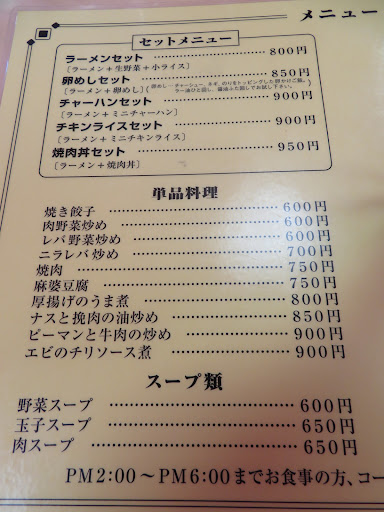 メニュー
セットメニュー
ラーメンセット 800円
〔ラーメン+生野菜+小ライス〕
卵めしセット 850円
〔ラーメン+卵めし〕
チャーハンセット 900円
〔ラーメン+ミニチャーハン〕
チキンライスセット 900円
〔ラーメン+ミニチキンライス〕
焼肉丼セット 950円
〔ラーメン+焼肉丼〕
単品料理
焼き餃子 600円
肉野菜炒め 600円
レバ野菜炒め 600円
ニラレバ炒め 700円
焼肉 750円
麻婆豆腐 750円
厚揚げのうま煮 800円
ナスと挽肉の油炒め 850円
ピーマンと牛肉の炒め 900円
エビのチリソース煮 900円
スープ類
野菜スープ 600円
玉子スープ 650円
肉スープ 650円
PM2:00～PM6:00までお食事の方、コー